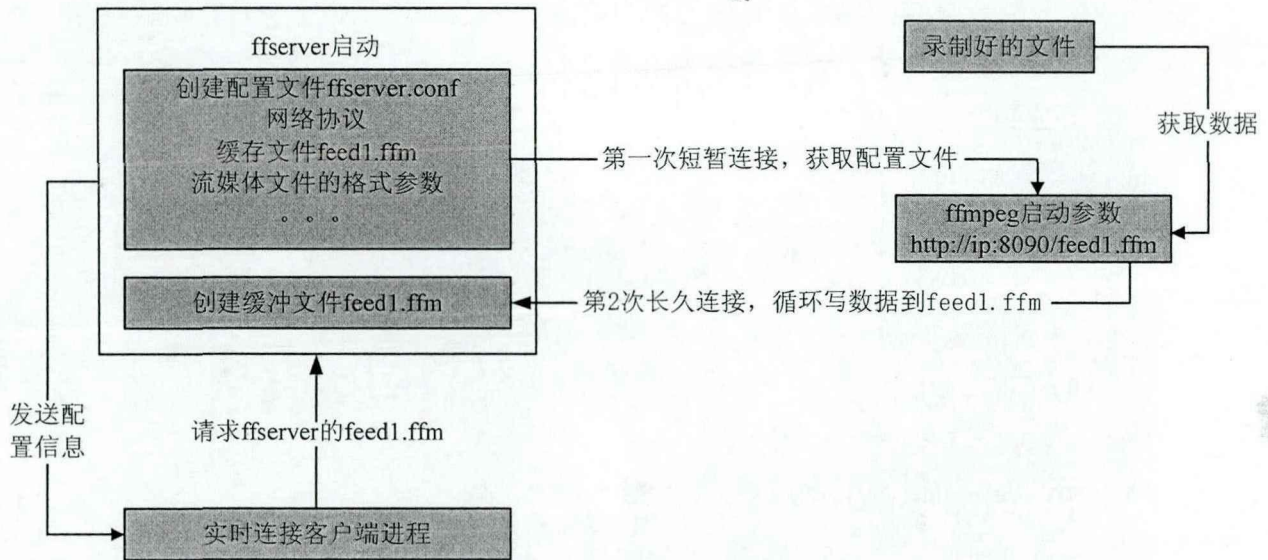 ffserver启动
创建配置文件ffserver.conf
网络协议
缓存文件feed1.ffm
流媒体文件的格式参数
。。。
创建缓冲文件feed1.ffm
录制好的文件
获取数据
第一次短暂连接，获取配置文件
ffmpeg启动参数
http://ip:8090/feed1.ffm
第2次长久连接，循环写数据到feed1.ffm
发送配
置信息
请求ffserver的feed1.ffm
实时连接客户端进程